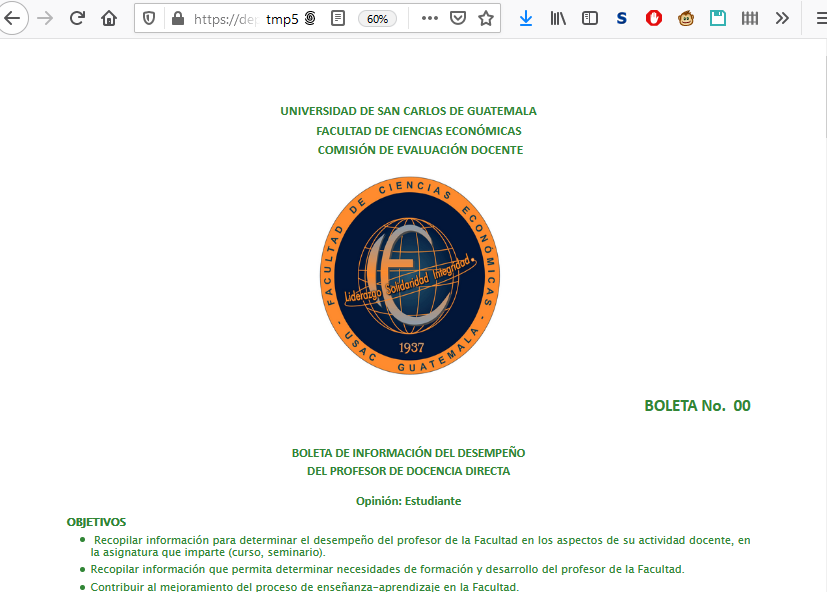 https://dep tmp5 60%
UNIVERSIDAD DE SAN CARLOS DE GUATEMALA
FACULTAD DE CIENCIAS ECONÓMICAS
COMISIÓN DE EVALUACIÓN DOCENTE
FACULTAD DE CIENCIAS ECONÓMICAS
Liderazgo Solidaridad Integridad
1937
- USAC GUATEMALA -
BOLETA No. 00
BOLETA DE INFORMACIÓN DEL DESEMPEÑO
DEL PROFESOR DE DOCENCIA DIRECTA
Opinión: Estudiante
OBJETIVOS
• Recopilar información para determinar el desempeño del profesor de la Facultad en los aspectos de su actividad docente, en
la asignatura que imparte (curso, seminario).
• Recopilar información que permita determinar necesidades de formación y desarrollo del profesor de la Facultad.
• Contribuir al mejoramiento del proceso de enseñanza-aprendizaje en la Facultad.